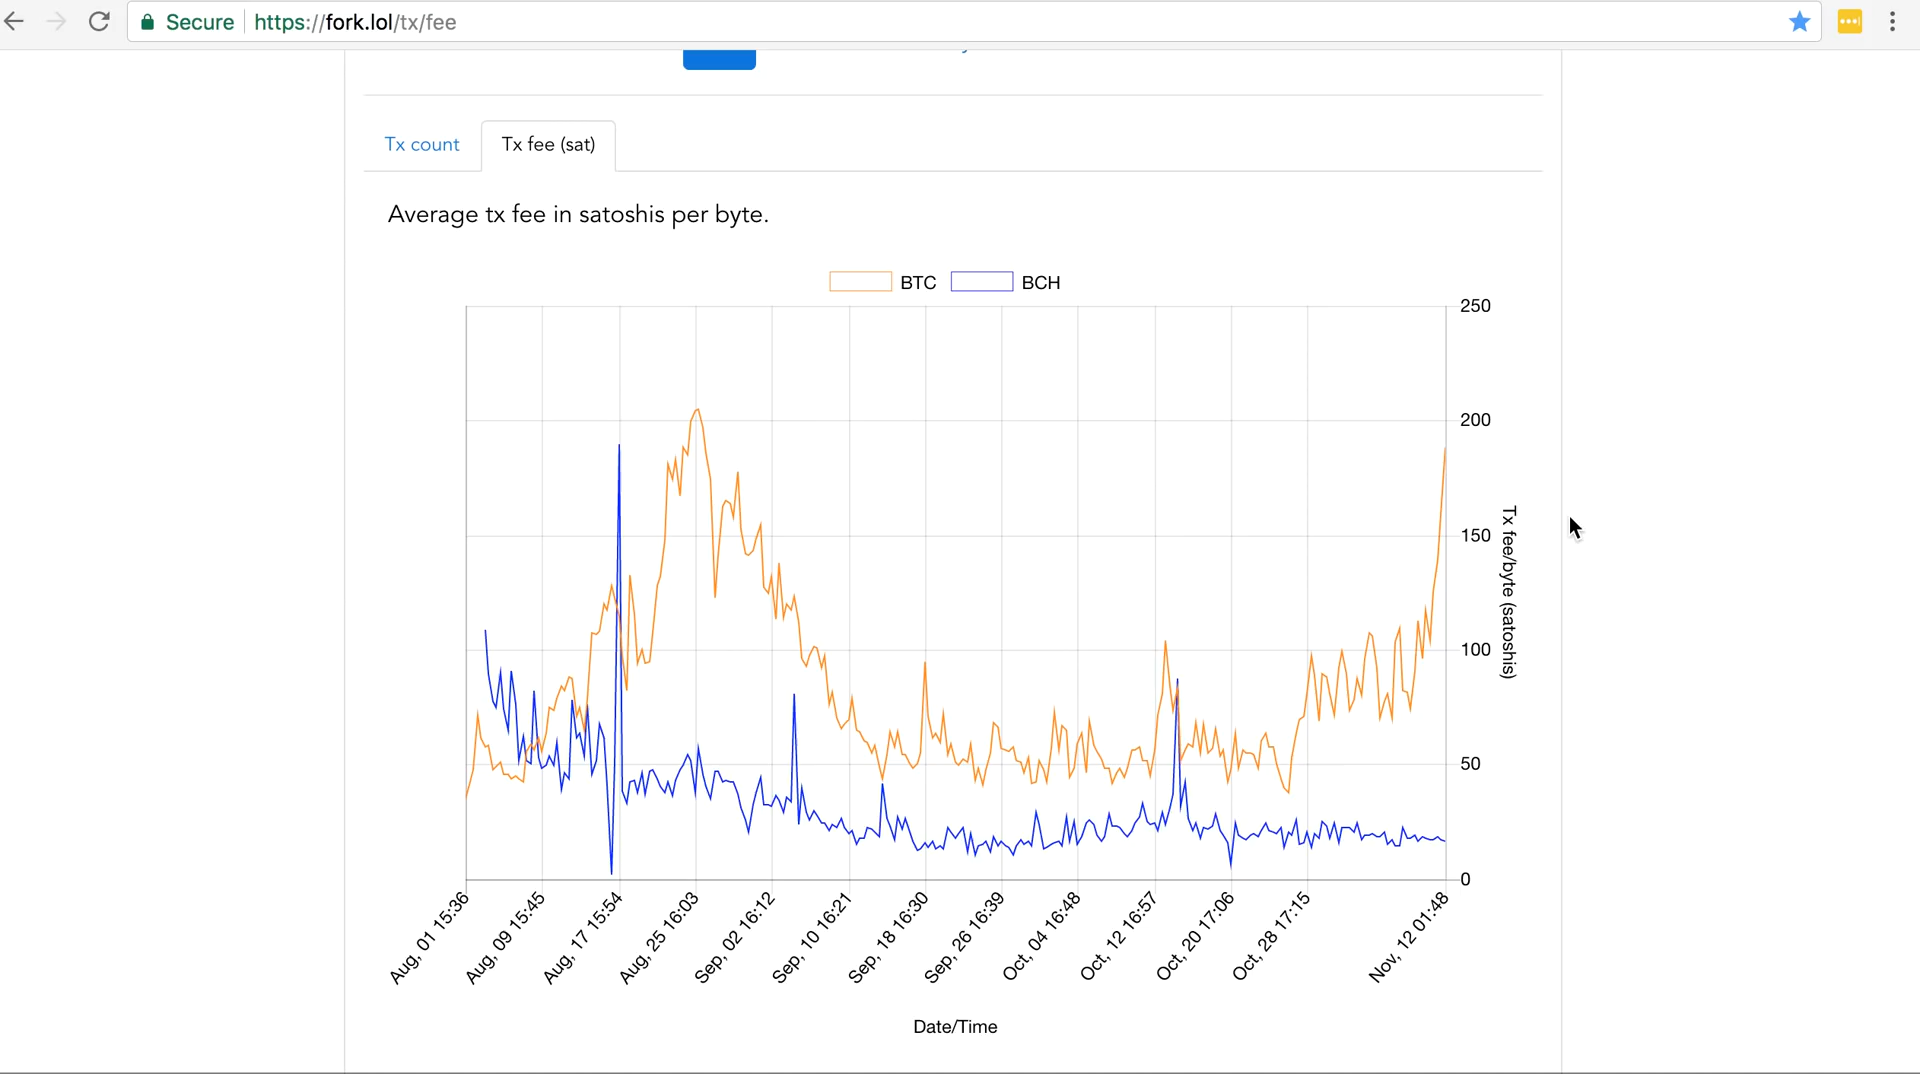 Secure https://fork.lol/tx/fee
Tx count Tx fee (sat)
Average tx fee in satoshis per byte.
BTC BCH
250
200
150
100
50
0
Tx fee/byte (satoshis)
Aug, 01 15:36 Aug, 09 15:45 Aug, 17 15:54 Aug, 25 16:03 Sep, 02 16:12 Sep, 10 16:21 Sep, 18 16:30 Sep, 26 16:39 Oct, 04 16:48 Oct, 12 16:57 Oct, 20 17:06 Oct, 28 17:15 Nov, 12 01:48
Date/Time